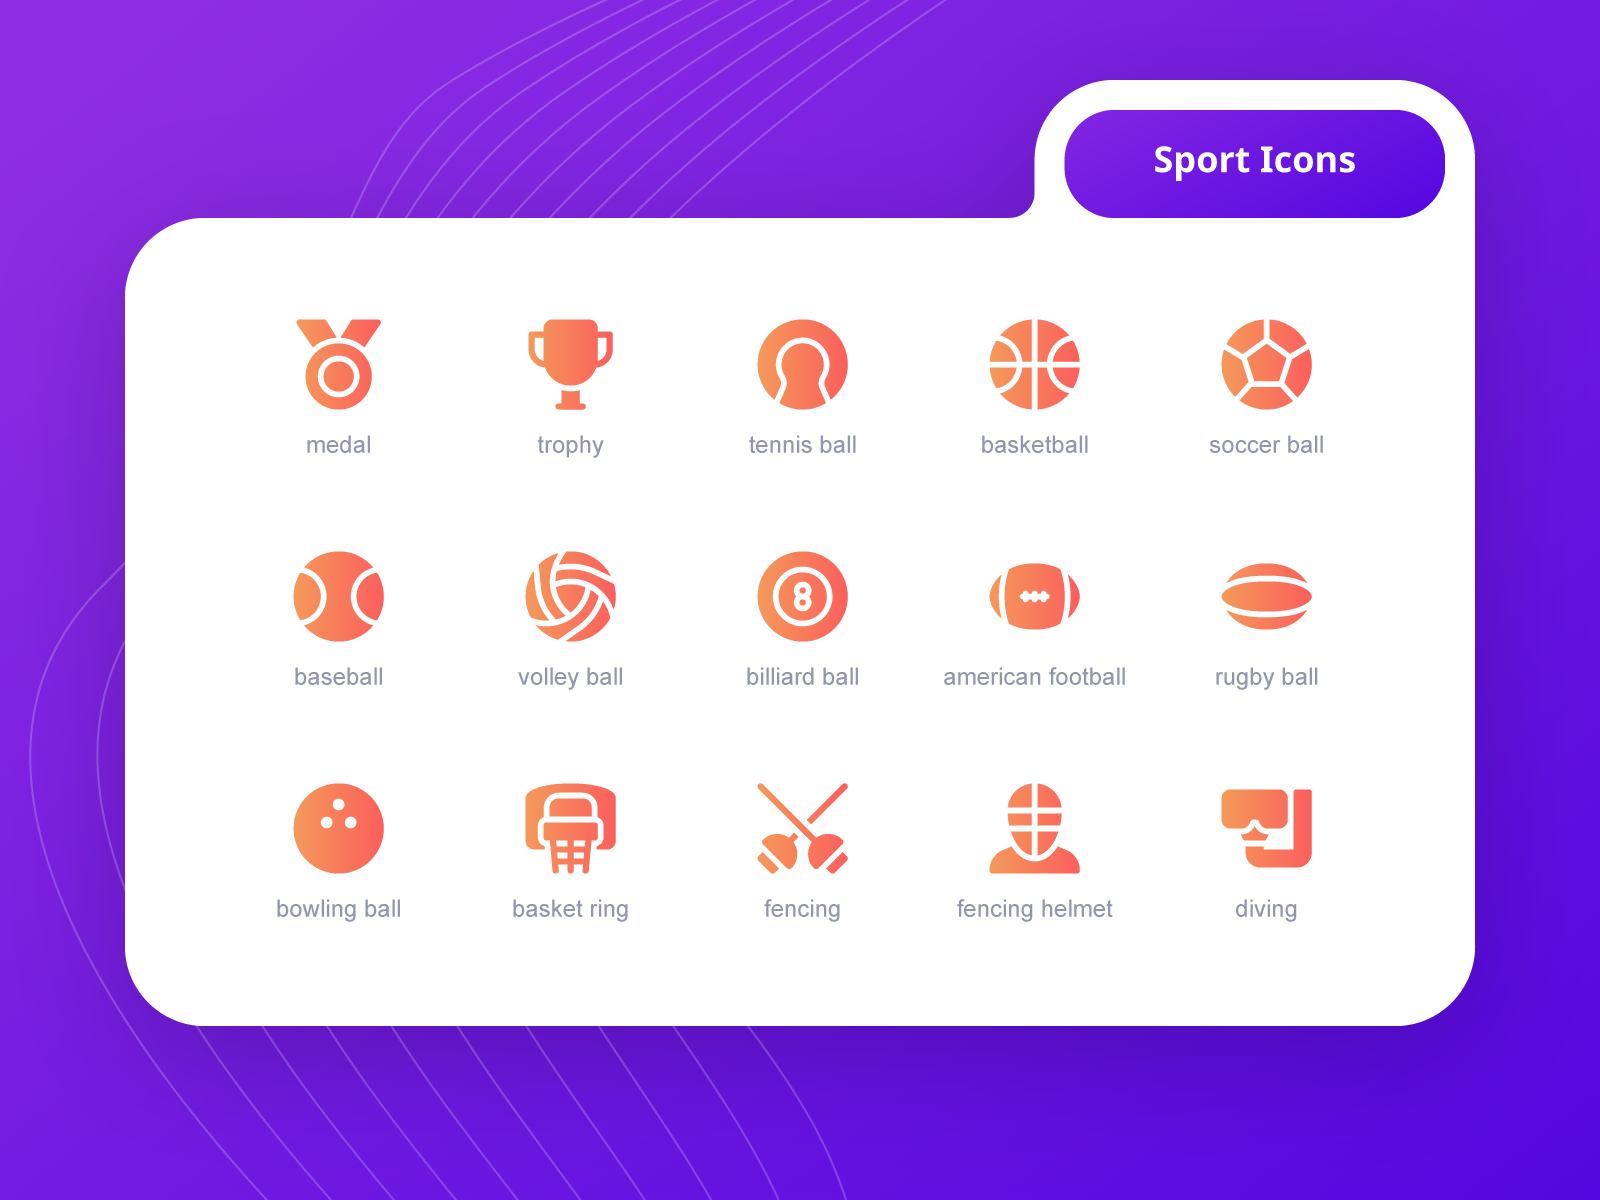 Sport Icons
medal
trophy
tennis ball
basketball
soccer ball
baseball
volley ball
8
billiard ball
american football
rugby ball
bowling ball
basket ring
fencing
fencing helmet
diving